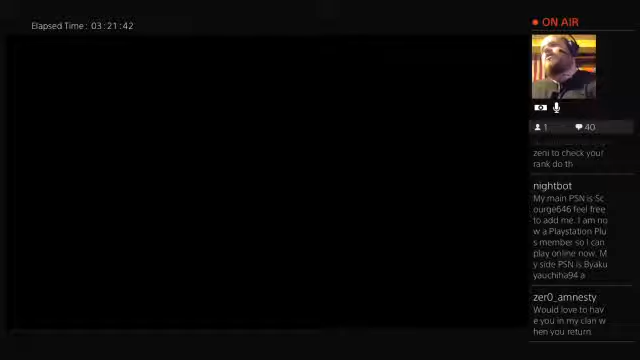 Elapsed Time : 03:21:42
ON AIR
1
40
zeni to check your
rank do th
nightbot
My main PSN is Sc
ourge646 feel free
to add me. I am no
w a Playstation Plu
s member so I can
play online now. M
y side PSN is Byaku
yauchiha94 a
zer0_amnesty
Would love to hav
e you in my clan w
hen you return.